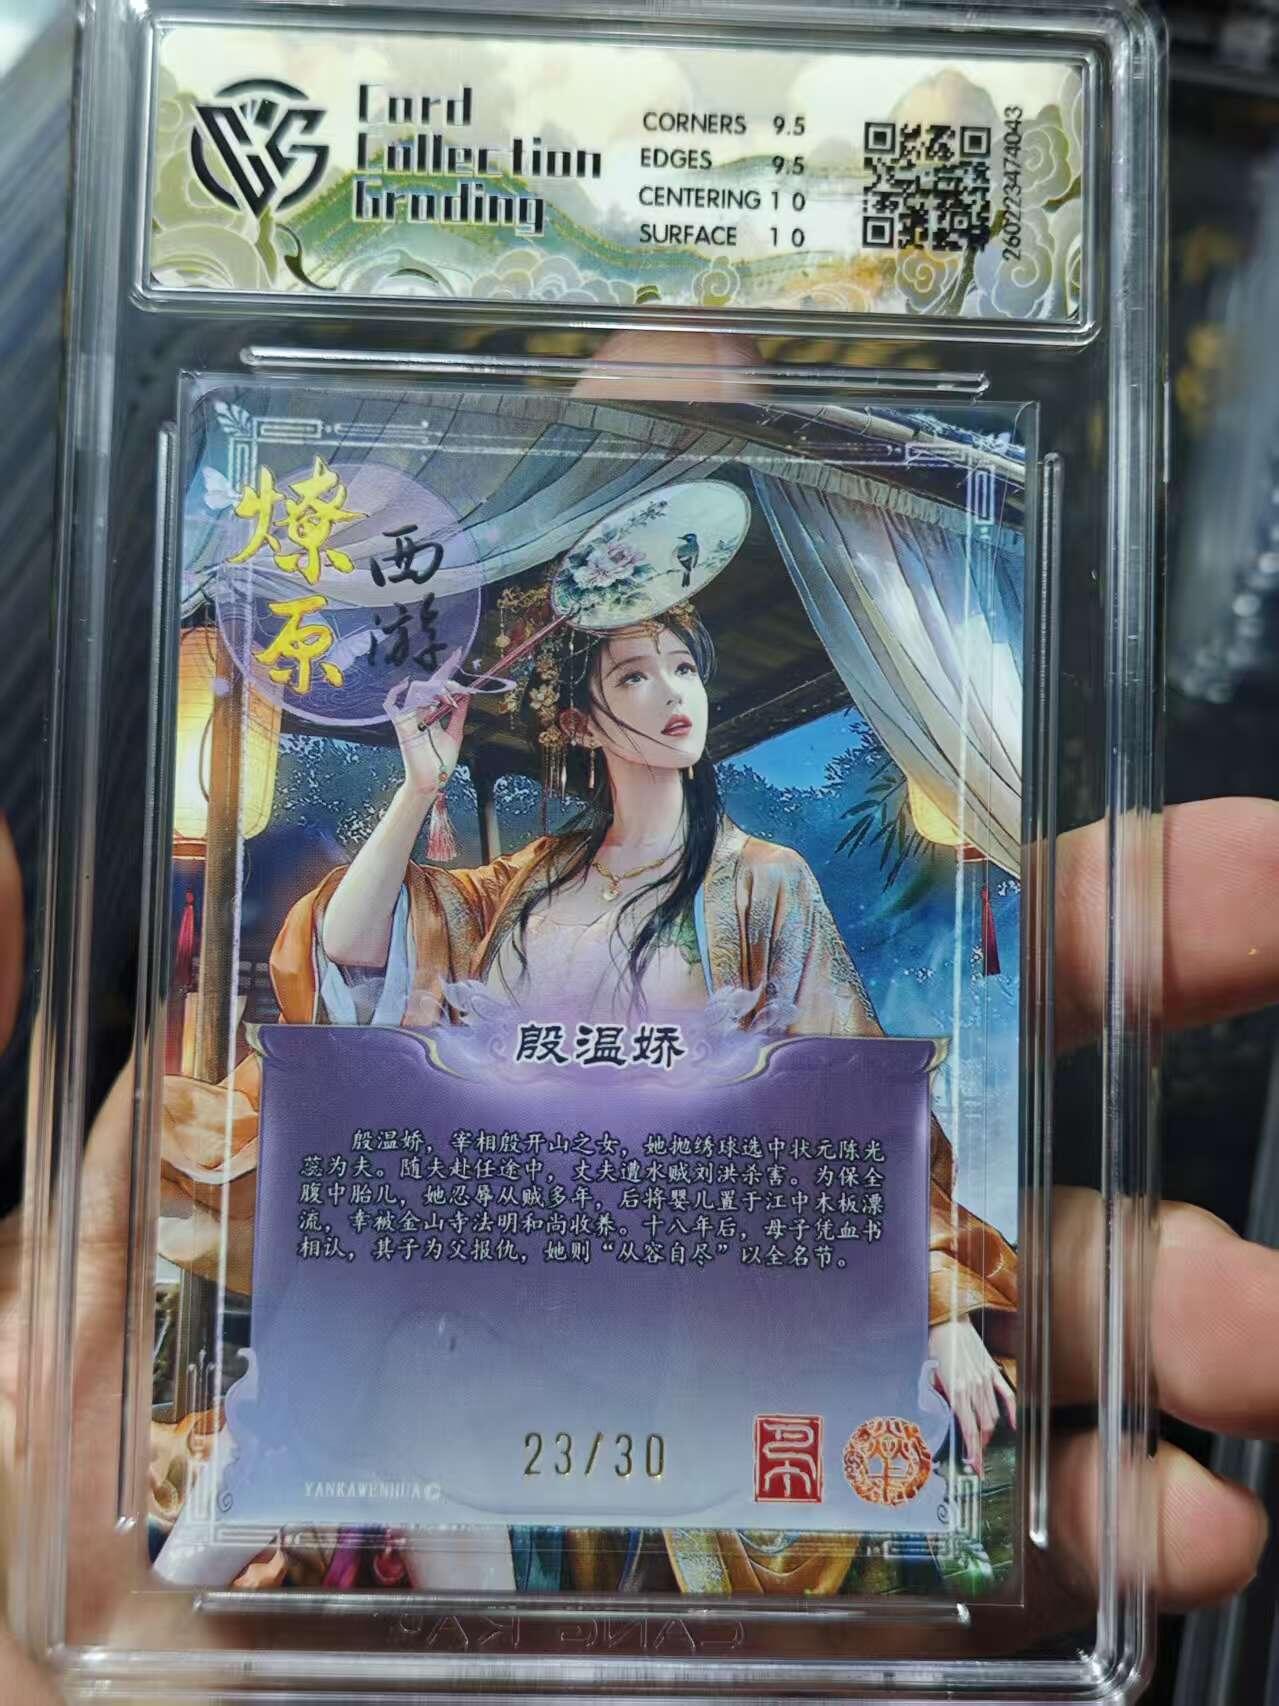 CCG
Card
Collection
Grading
CORNERS 9.5
EDGES 9.5
CENTERING 10
SURFACE 10
2602223474043
燎原
西游
殷温娇
殷温娇，宰相殷开山之女，她抛绣球选中状元陈光
蕊为夫。随夫赴任途中，丈夫遭水贼刘洪杀害。为保全
腹中胎儿，她忍辱从贼多年，后将婴儿置于江中木板漂
流，幸被金山寺法明和尚收养。十八年后，母子凭血书
相认，其子为父报仇，她则“从容自尽”以全名节。
23/30
YANKAWENHUA